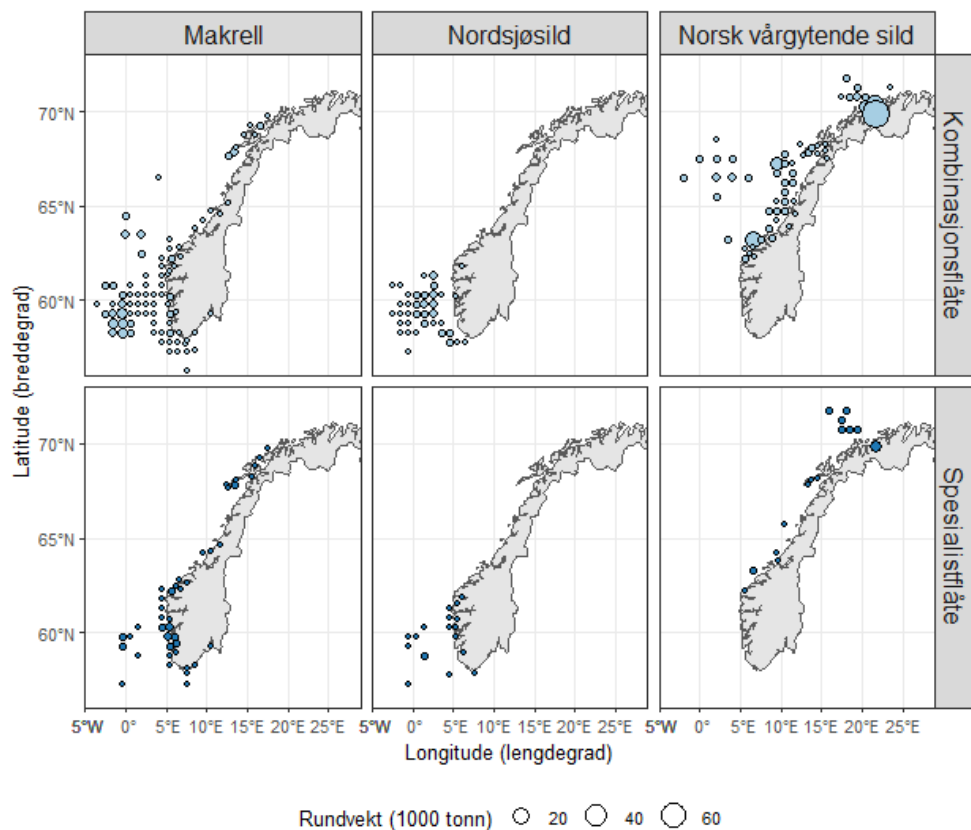 Makrell
Nordsjøsild
Norsk vårgytende sild
70°N
65°N
60°N
Kombinasjonsflåte
70°N
65°N
60°N
Spesialistflåte
Latitude (breddegrad)
5°W 0° 5°E 10°E 15°E 20°E 25°E
5°W 0° 5°E 10°E 15°E 20°E 25°E
5°W 0° 5°E 10°E 15°E 20°E 25°E
Longitude (lengdegrad)
Rundvekt (1000 tonn) 20 40 60